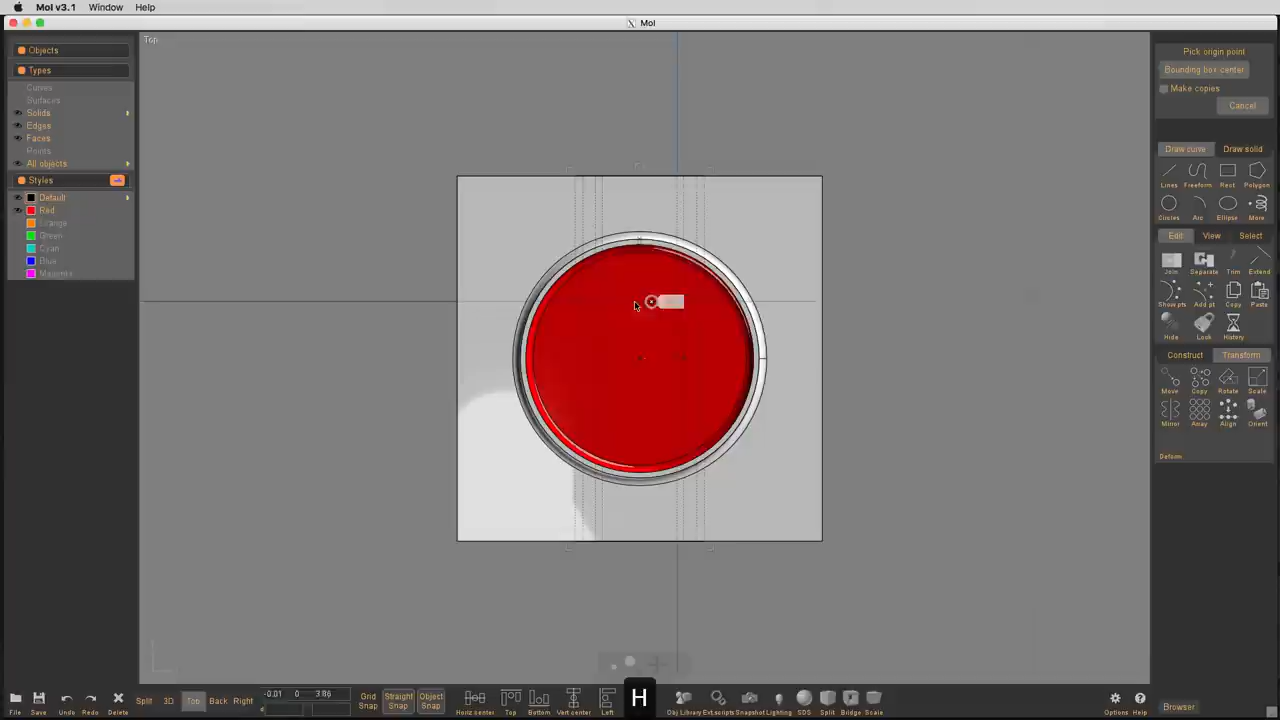 MoI v3.1 Window Help
MoI
Objects
Types
Curves
Surfaces
Solids
Edges
Faces
Points
All objects
Styles
Default
Red
Orange
Green
Cyan
Blue
Magenta
Top
Pick origin point
Bounding box center
Make copies
Cancel
Draw curve Draw solid
Lines Freeform Rect Polygon
Circles Arc Ellipse More
Edit View Select
Join Separate Trim Extend
Show pts Add pt Copy Paste
Hide Lock History
Construct Transform
Move Copy Rotate Scale
Mirror Array Align Orient
Deform
File Save Undo Redo Delete
Split 3D Top Back Right
-0.01 0 3.86
Grid Snap
Straight Snap
Object Snap
Horiz center Top Bottom Vert center Left
H
Obj Library Ext.scripts Snapshot Lighting SDS Split Bridge Scale
Options Help
Browser